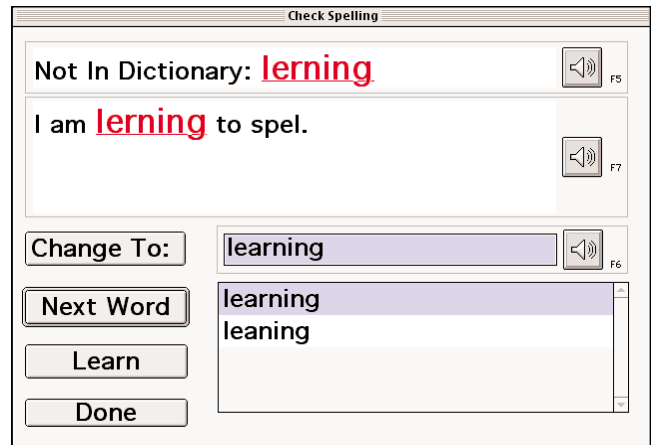 Check Spelling
Not In Dictionary: lerning
F5
I am lerning to spel.
F7
Change To:
learning
F6
Next Word
learning
leaning
Learn
Done